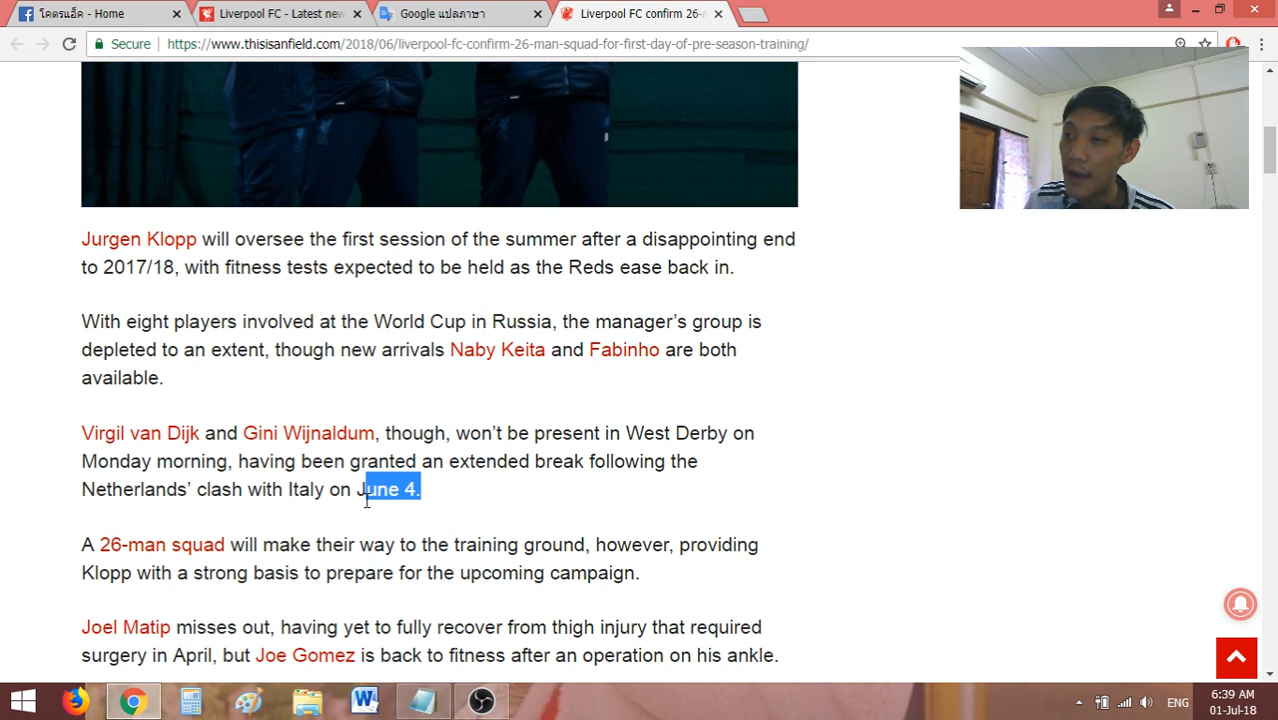 โคดรแอ็ค - Home
Liverpool FC - Latest new
Google แปลภาษา
Liverpool FC confirm 26-
Secure
https://www.thisisanfield.com/2018/06/liverpool-fc-confirm-26-man-squad-for-first-day-of-pre-season-training/
Jurgen Klopp will oversee the first session of the summer after a disappointing end
to 2017/18, with fitness tests expected to be held as the Reds ease back in.
With eight players involved at the World Cup in Russia, the manager’s group is
depleted to an extent, though new arrivals Naby Keita and Fabinho are both
available.
Virgil van Dijk and Gini Wijnaldum, though, won’t be present in West Derby on
Monday morning, having been granted an extended break following the
Netherlands’ clash with Italy on June 4.
A 26-man squad will make their way to the training ground, however, providing
Klopp with a strong basis to prepare for the upcoming campaign.
Joel Matip misses out, having yet to fully recover from thigh injury that required
surgery in April, but Joe Gomez is back to fitness after an operation on his ankle.
ENG
6:39 AM
01-Jul-18